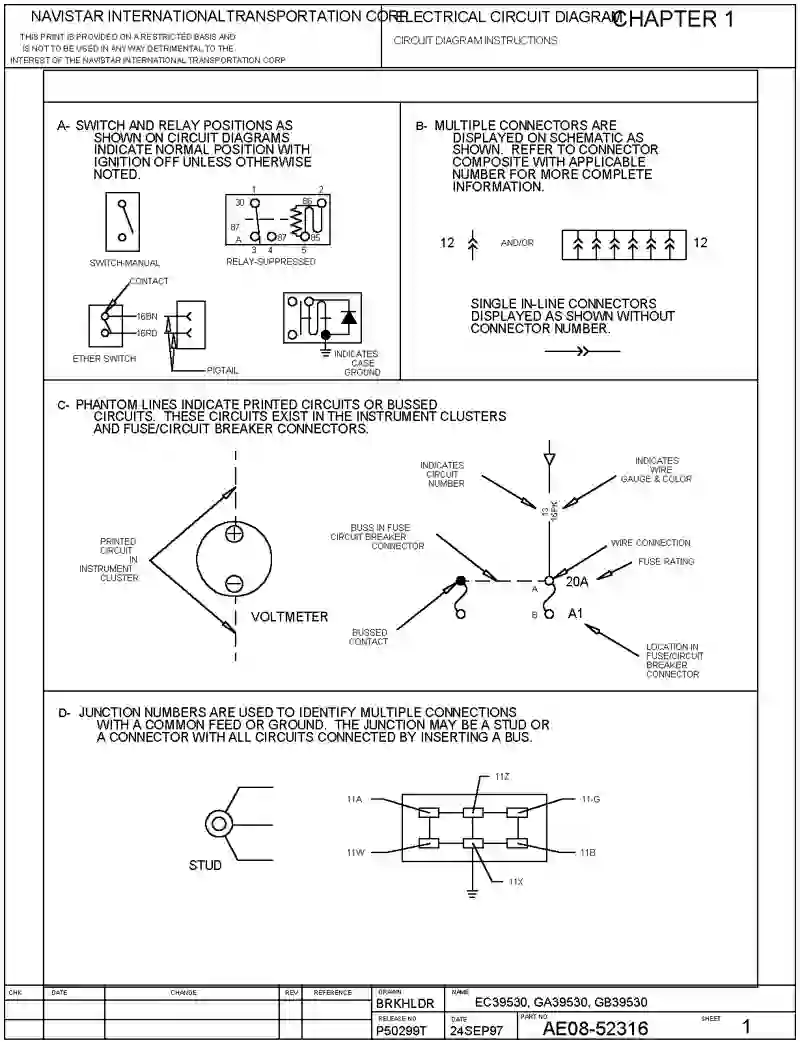 NAVISTAR INTERNATIONAL TRANSPORTATION CORP
THIS PRINT IS PROVIDED ON A RESTRICTED BASIS AND
IS NOT TO BE USED IN ANY WAY DETRIMENTAL TO THE
INTEREST OF THE NAVISTAR INTERNATIONAL TRANSPORTATION CORP
ELECTRICAL CIRCUIT DIAGRAM
CHAPTER 1
CIRCUIT DIAGRAM INSTRUCTIONS
A- SWITCH AND RELAY POSITIONS AS
SHOWN ON CIRCUIT DIAGRAMS
INDICATE NORMAL POSITION WITH
IGNITION OFF UNLESS OTHERWISE
NOTED.
1 2
30 86
87
A 87 85
3 4 5
SWITCH-MANUAL
RELAY-SUPPRESSED
CONTACT
16BN
16RD
ETHER SWITCH
PIGTAIL
INDICATES
CASE
GROUND
B- MULTIPLE CONNECTORS ARE
DISPLAYED ON SCHEMATIC AS
SHOWN. REFER TO CONNECTOR
COMPOSITE WITH APPLICABLE
NUMBER FOR MORE COMPLETE
INFORMATION.
12 AND/OR 12
SINGLE IN-LINE CONNECTORS
DISPLAYED AS SHOWN WITHOUT
CONNECTOR NUMBER.
C- PHANTOM LINES INDICATE PRINTED CIRCUITS OR BUSSED
CIRCUITS. THESE CIRCUITS EXIST IN THE INSTRUMENT CLUSTERS
AND FUSE/CIRCUIT BREAKER CONNECTORS.
PRINTED
CIRCUIT
IN
INSTRUMENT
CLUSTER
VOLTMETER
INDICATES
CIRCUIT
NUMBER
INDICATES
WIRE
GAUGE & COLOR
13
16PK
BUSS IN FUSE
CIRCUIT BREAKER
CONNECTOR
WIRE CONNECTION
FUSE RATING
A 20A
B A1
BUSSED
CONTACT
LOCATION IN
FUSE/CIRCUIT
BREAKER
CONNECTOR
D- JUNCTION NUMBERS ARE USED TO IDENTIFY MULTIPLE CONNECTIONS
WITH A COMMON FEED OR GROUND. THE JUNCTION MAY BE A STUD OR
A CONNECTOR WITH ALL CIRCUITS CONNECTED BY INSERTING A BUS.
STUD
11Z
11A 11-G
11W 11B
11X
CHK DATE CHANGE REV REFERENCE
DRAWN
BRKHLDR
NAME
EC39530, GA39530, GB39530
RELEASE NO
P50299T
DATE
24SEP97
PART NO
AE08-52316
SHEET 1